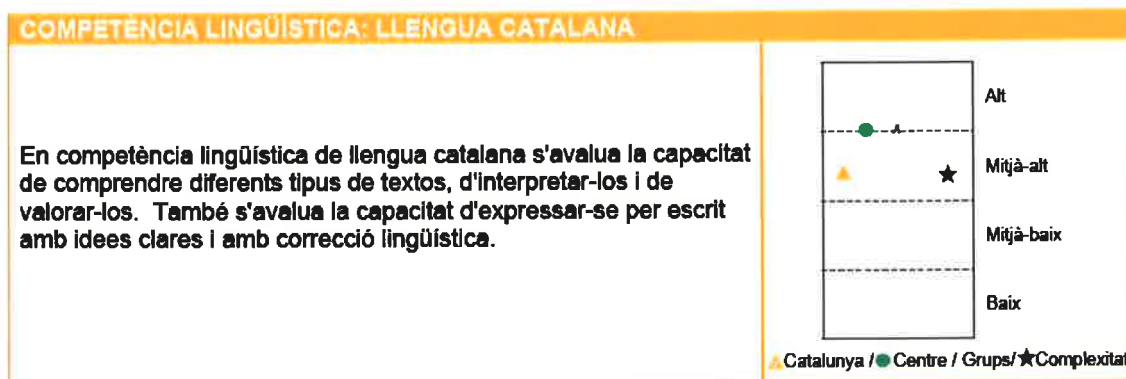 COMPETÈNCIA LINGÜÍSTICA: LLENGUA CATALANA
En competència lingüística de llengua catalana s'avalua la capacitat
de comprendre diferents tipus de textos, d'interpretar-los i de
valorar-los. També s'avalua la capacitat d'expressar-se per escrit
amb idees clares i amb correcció lingüística.
Alt
A
Mitjà-alt
Mitjà-baix
Baix
Catalunya / Centre / Grups/ Complexitat